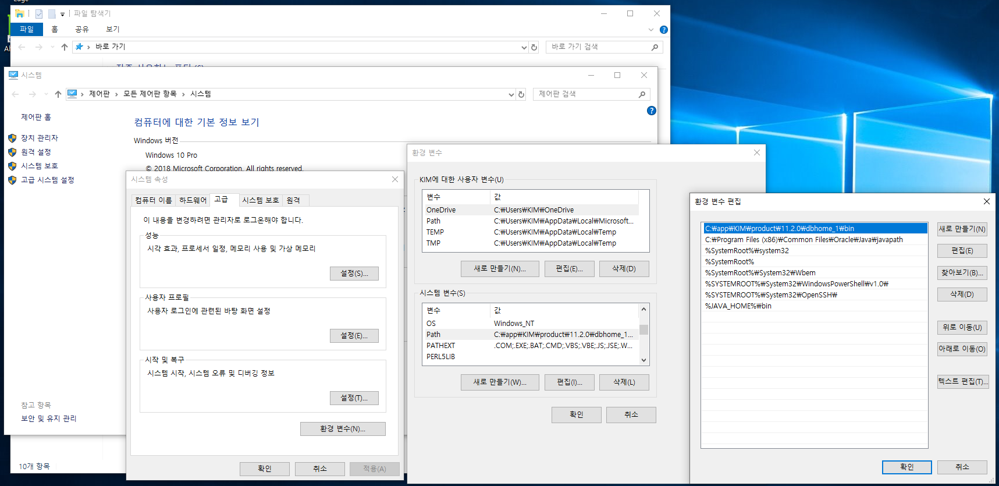 파일 탐색기
파일
홈
공유
보기
바로 가기
바로 가기 검색
시스템
제어판
모든 제어판 항목
시스템
제어판 검색
제어판 홈
장치 관리자
원격 설정
시스템 보호
고급 시스템 설정
참고 항목
보안 및 유지 관리
컴퓨터에 대한 기본 정보 보기
Windows 버전
Windows 10 Pro
© 2018 Microsoft Corporation. All rights reserved.
10개 항목
시스템 속성
컴퓨터 이름
하드웨어
고급
시스템 보호
원격
이 내용을 변경하려면 관리자로 로그온해야 합니다.
성능
시각 효과, 프로세서 일정, 메모리 사용 및 가상 메모리
설정(S)...
사용자 프로필
사용자 로그인에 관련된 바탕 화면 설정
설정(E)...
시작 및 복구
시스템 시작, 시스템 오류 및 디버깅 정보
설정(T)...
환경 변수(N)...
확인
취소
적용(A)
환경 변수
KIM에 대한 사용자 변수(U)
변수 값
OneDrive C:₩Users₩KIM₩OneDrive
Path C:₩Users₩KIM₩AppData₩Local₩Microsoft...
TEMP C:₩Users₩KIM₩AppData₩Local₩Temp
TMP C:₩Users₩KIM₩AppData₩Local₩Temp
새로 만들기(N)...
편집(E)...
삭제(D)
시스템 변수(S)
변수 값
OS Windows_NT
Path C:₩app₩KIM₩product₩11.2.0₩dbhome_1...
PATHEXT .COM;.EXE;.BAT;.CMD;.VBS;.VBE;.JS;.JSE;.W...
PERL5LIB
새로 만들기(W)...
편집(I)...
삭제(L)
확인
취소
환경 변수 편집
C:₩app₩KIM₩product₩11.2.0₩dbhome_1₩bin
C:₩Program Files (x86)₩Common Files₩Oracle₩Java₩javapath
%SystemRoot%₩system32
%SystemRoot%
%SystemRoot%₩System32₩Wbem
%SYSTEMROOT%₩System32₩WindowsPowerShell₩v1.0₩
%SYSTEMROOT%₩System32₩OpenSSH₩
%JAVA_HOME%₩bin
새로 만들기(N)
편집(E)
찾아보기(B)...
삭제(D)
위로 이동(U)
아래로 이동(O)
텍스트 편집(T)...
확인
취소